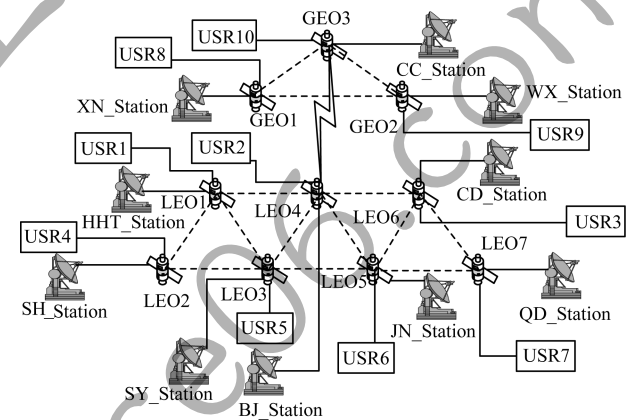 GEO3
USR10
CC_Station
USR8
XN_Station
GEO1
GEO2
WX_Station
USR9
USR1
USR2
CD_Station
HHT_Station
LEO1
LEO4
LEO6
USR3
USR4
LEO7
SH_Station
LEO2
LEO3
LEO5
QD_Station
USR5
JN_Station
USR6
USR7
SY_Station
BJ_Station